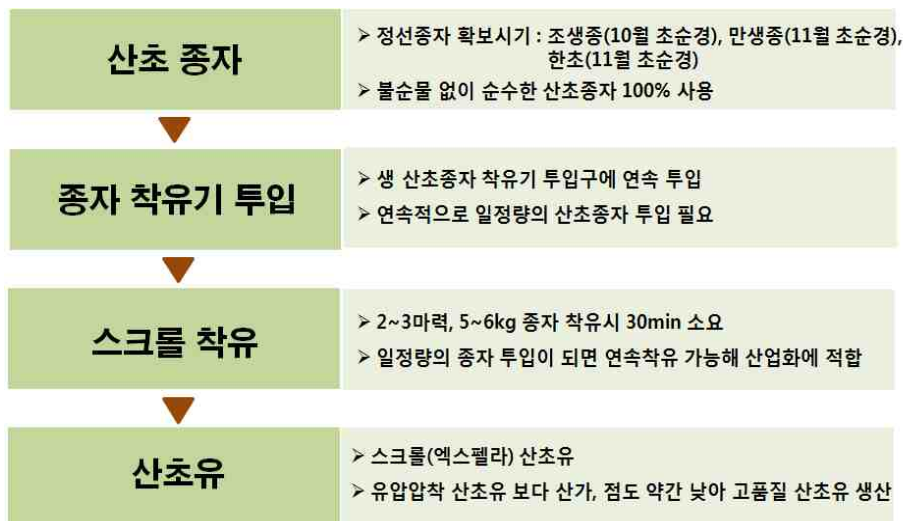 산초 종자
➢ 정선종자 확보시기 : 조생종(10월 초순경), 만생종(11월 초순경),
한초(11월 초순경)
➢ 불순물 없이 순수한 산초종자 100% 사용
종자 착유기 투입
➢ 생 산초종자 착유기 투입구에 연속 투입
➢ 연속적으로 일정량의 산초종자 투입 필요
스크롤 착유
➢ 2~3마력, 5~6kg 종자 착유시 30min 소요
➢ 일정량의 종자 투입이 되면 연속착유 가능해 산업화에 적합
산초유
➢ 스크롤(엑스펠라) 산초유
➢ 유압압착 산초유 보다 산가, 점도 약간 낮아 고품질 산초유 생산